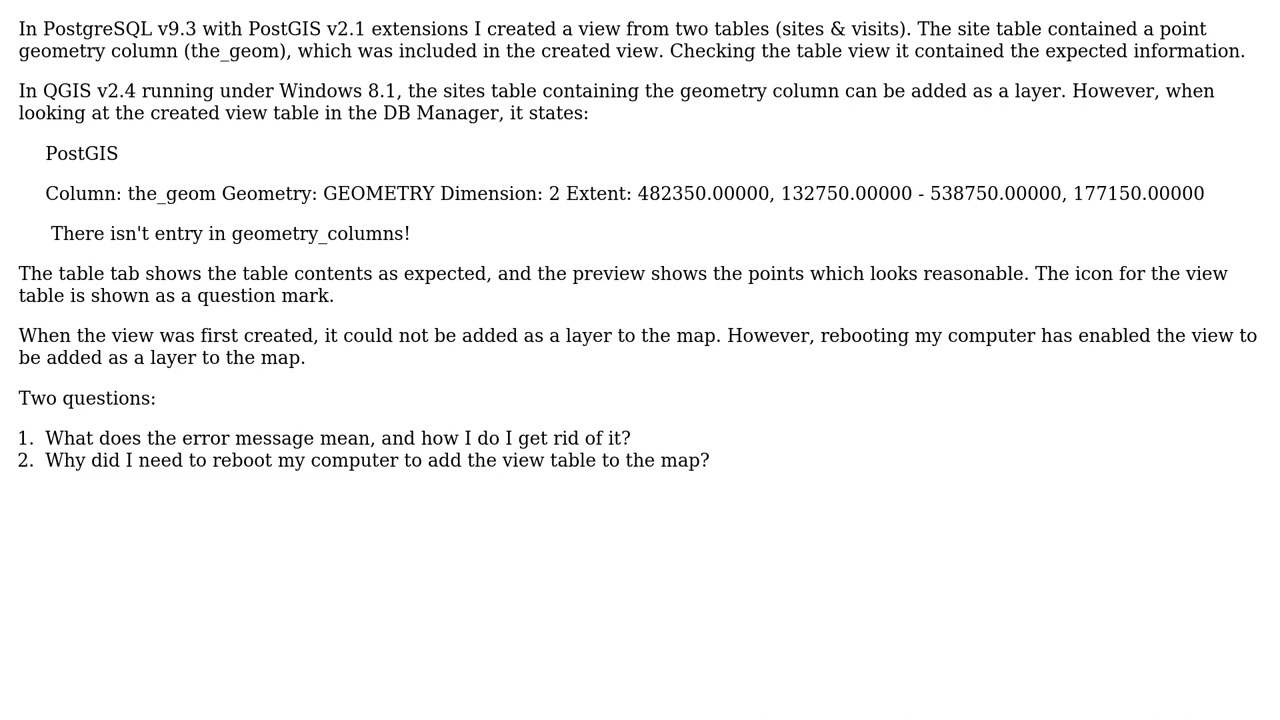 In PostgreSQL v9.3 with PostGIS v2.1 extensions I created a view from two tables (sites & visits). The site table contained a point
geometry column (the_geom), which was included in the created view. Checking the table view it contained the expected information.
In QGIS v2.4 running under Windows 8.1, the sites table containing the geometry column can be added as a layer. However, when
looking at the created view table in the DB Manager, it states:
PostGIS
Column: the_geom Geometry: GEOMETRY Dimension: 2 Extent: 482350.00000, 132750.00000 - 538750.00000, 177150.00000
There isn't entry in geometry_columns!
The table tab shows the table contents as expected, and the preview shows the points which looks reasonable. The icon for the view
table is shown as a question mark.
When the view was first created, it could not be added as a layer to the map. However, rebooting my computer has enabled the view to
be added as a layer to the map.
Two questions:
1. What does the error message mean, and how I do I get rid of it?
2. Why did I need to reboot my computer to add the view table to the map?